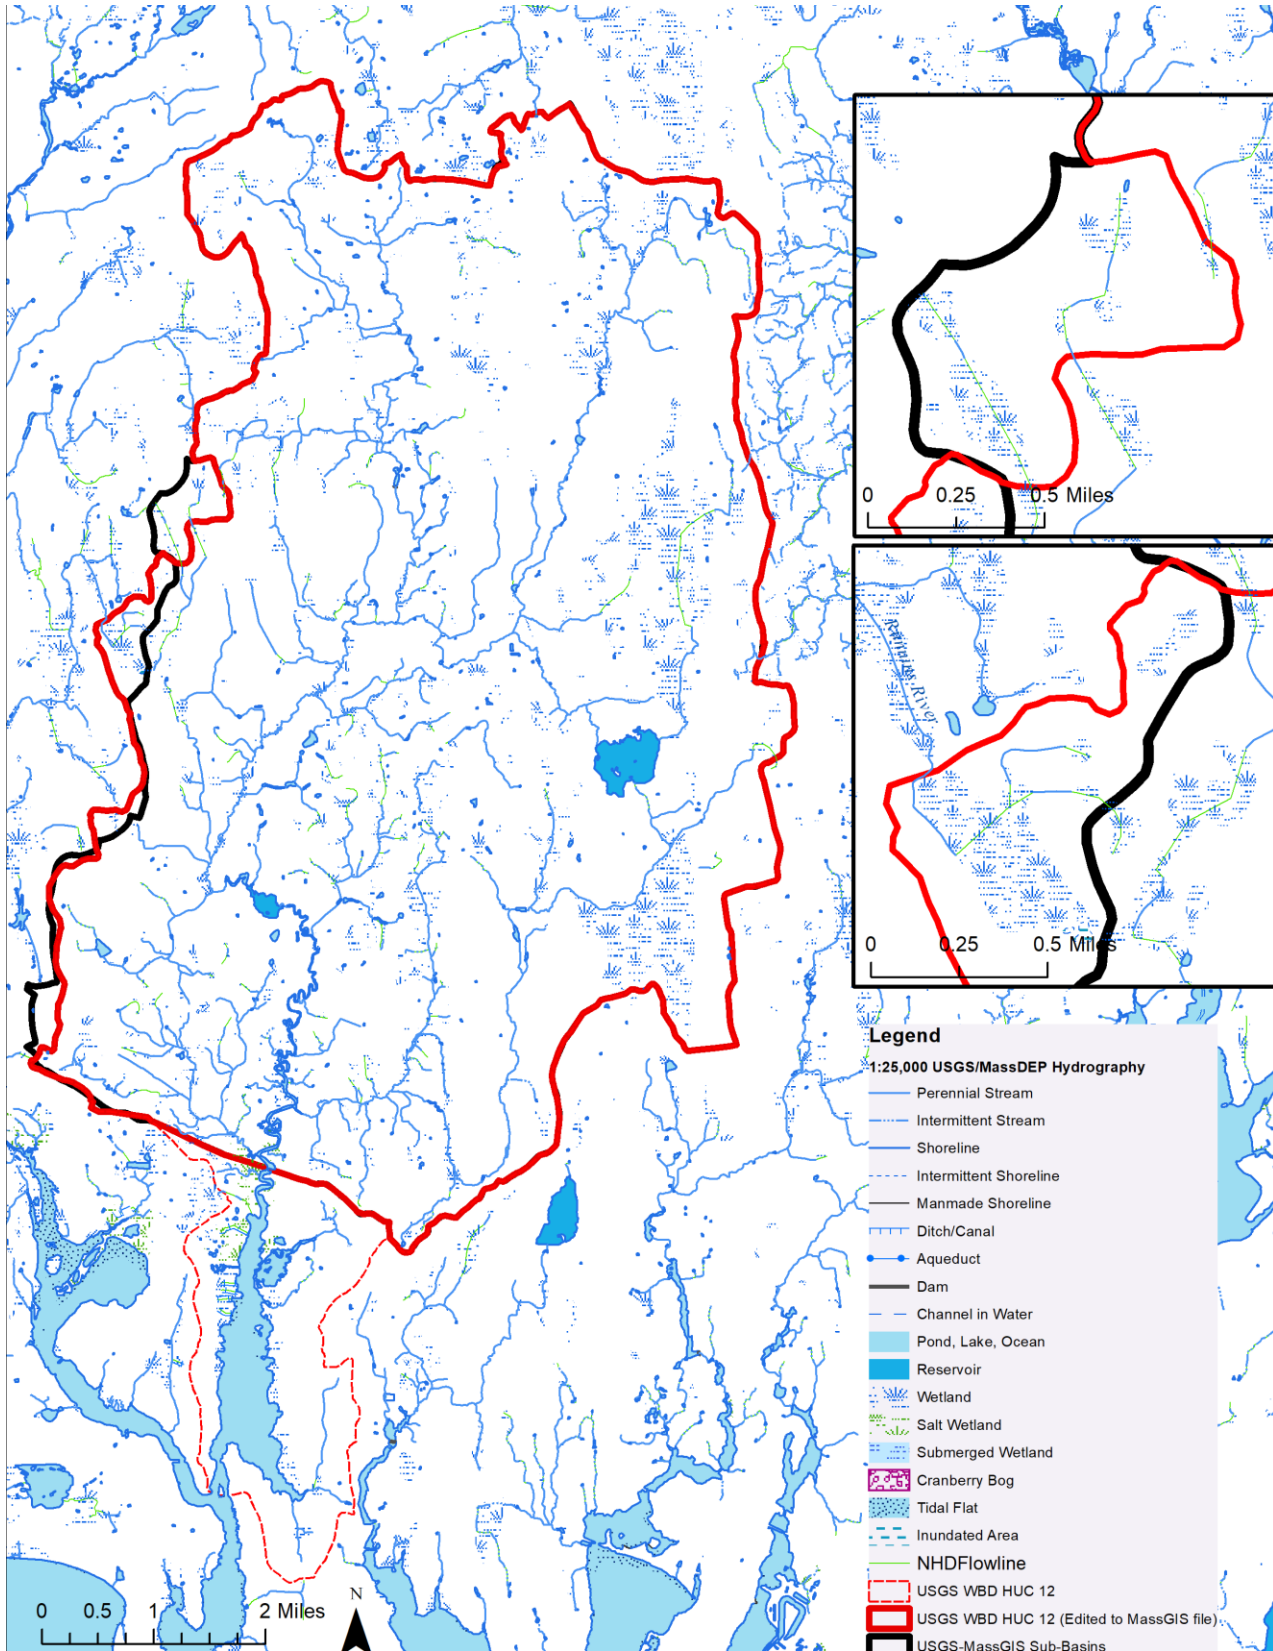 0 0.25 0.5 Miles
Rattling River
0 0.25 0.5 Miles
Legend
1:25,000 USGS/MassDEP Hydrography
Perennial Stream
Intermittent Stream
Shoreline
Intermittent Shoreline
Manmade Shoreline
Ditch/Canal
Aqueduct
Dam
Channel in Water
Pond, Lake, Ocean
Reservoir
Wetland
Salt Wetland
Submerged Wetland
Cranberry Bog
Tidal Flat
Inundated Area
NHDFlowline
USGS WBD HUC 12
USGS WBD HUC 12 (Edited to MassGIS file)
USGS-MassGIS Sub-Basins
N
0 0.5 1 2 Miles